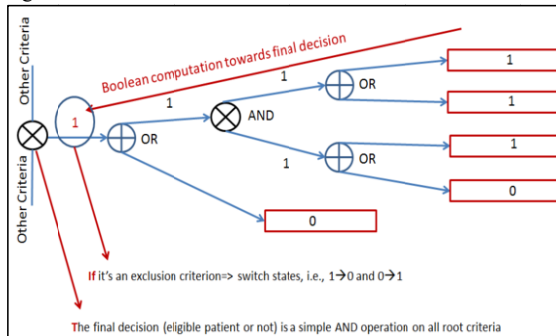 Other Criteria
Other Criteria
Boolean computation towards final decision
1
1
1
OR
AND
1
OR
1
1
1
OR
1
0
0
If it's an exclusion criterion=> switch states, i.e., 1→0 and 0→1
The final decision (eligible patient or not) is a simple AND operation on all root criteria